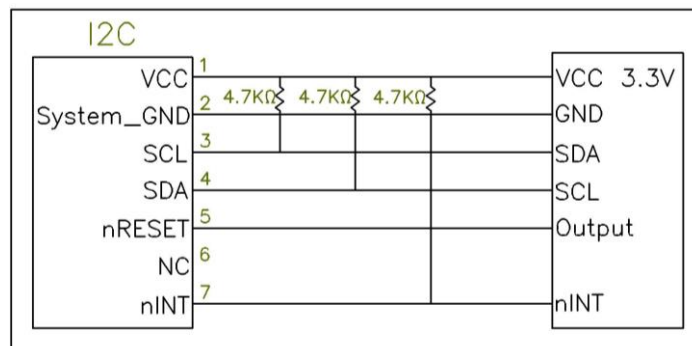 I2C
VCC 1 VCC 3.3V
4.7KΩ 4.7KΩ 4.7KΩ
System_GND 2 GND
SCL 3 SDA
SDA 4 SCL
nRESET 5 Output
NC 6
nINT 7 nINT